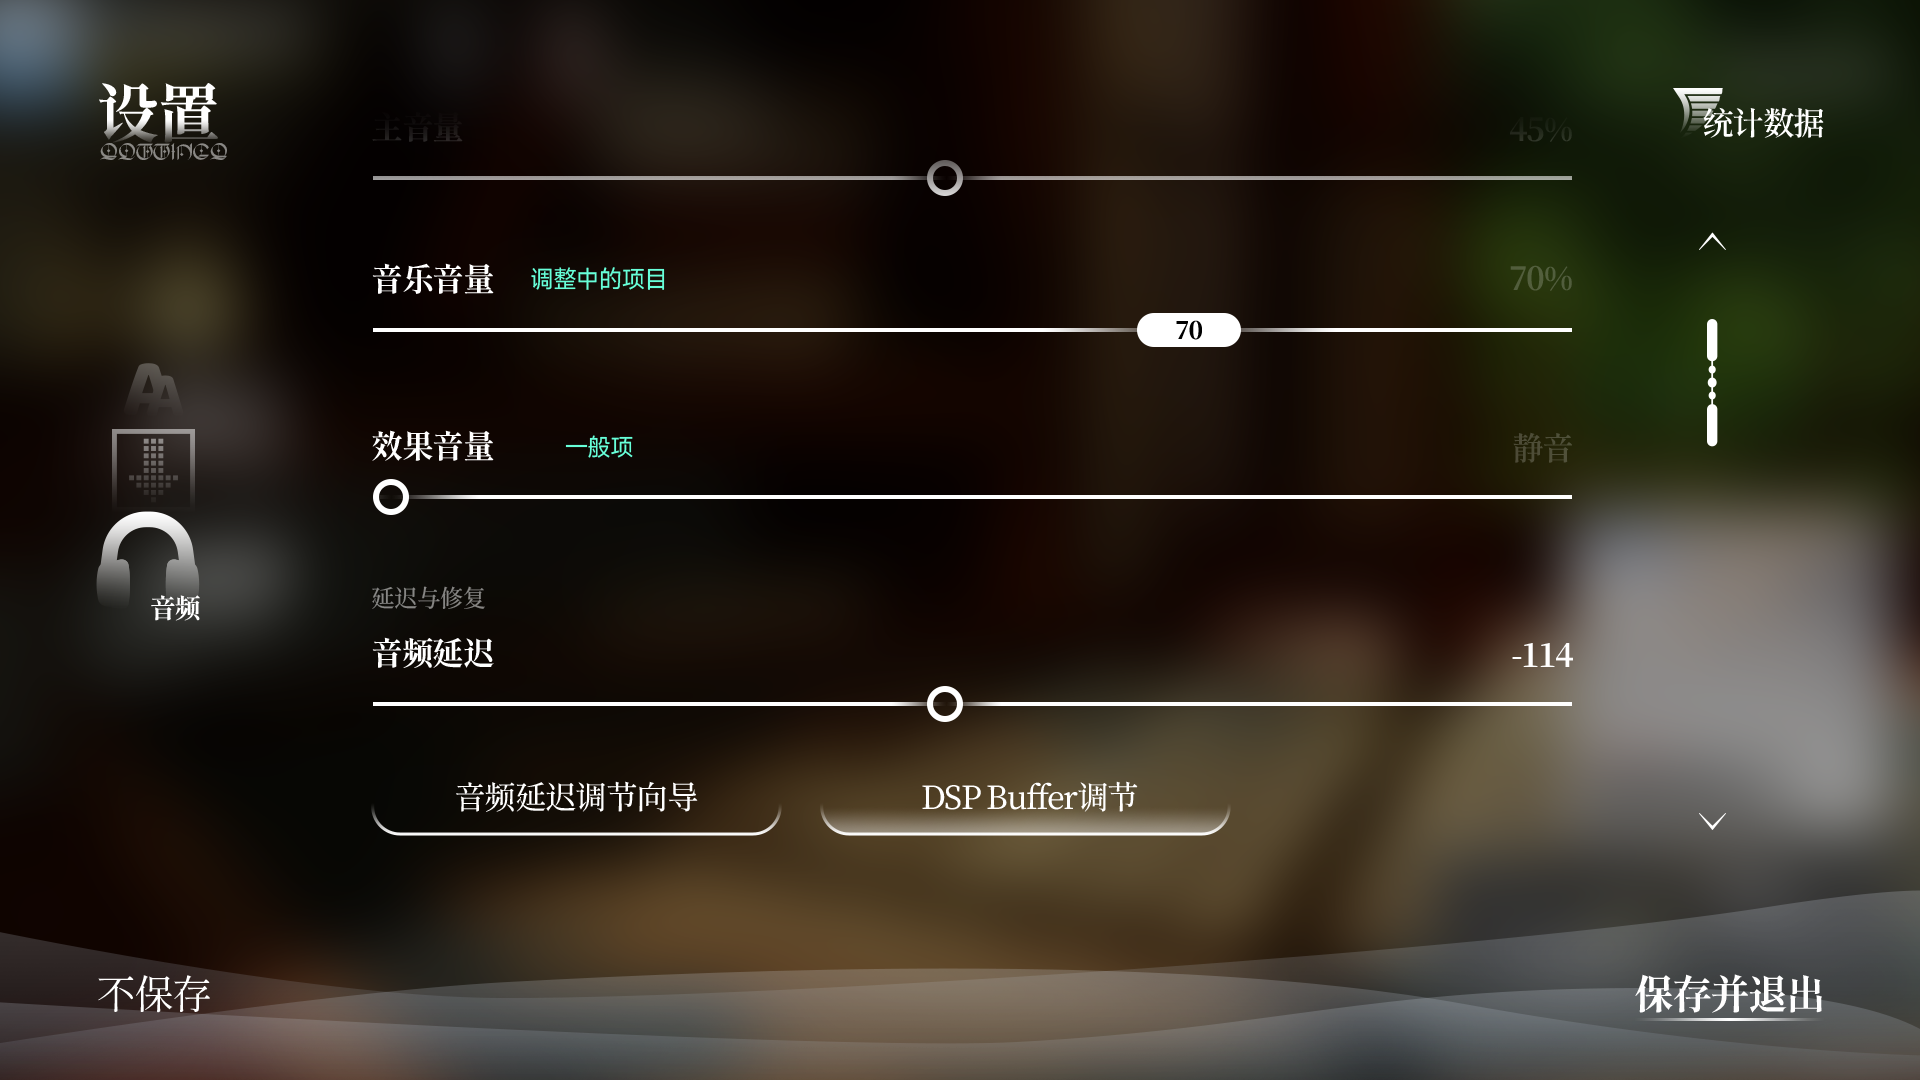 设置
统计数据
主音量 45%
音乐音量 调整中的项目 70%
70
效果音量 一般项 静音
延迟与修复
音频
音频延迟 -114
音频延迟调节向导 DSP Buffer调节
不保存 保存并退出